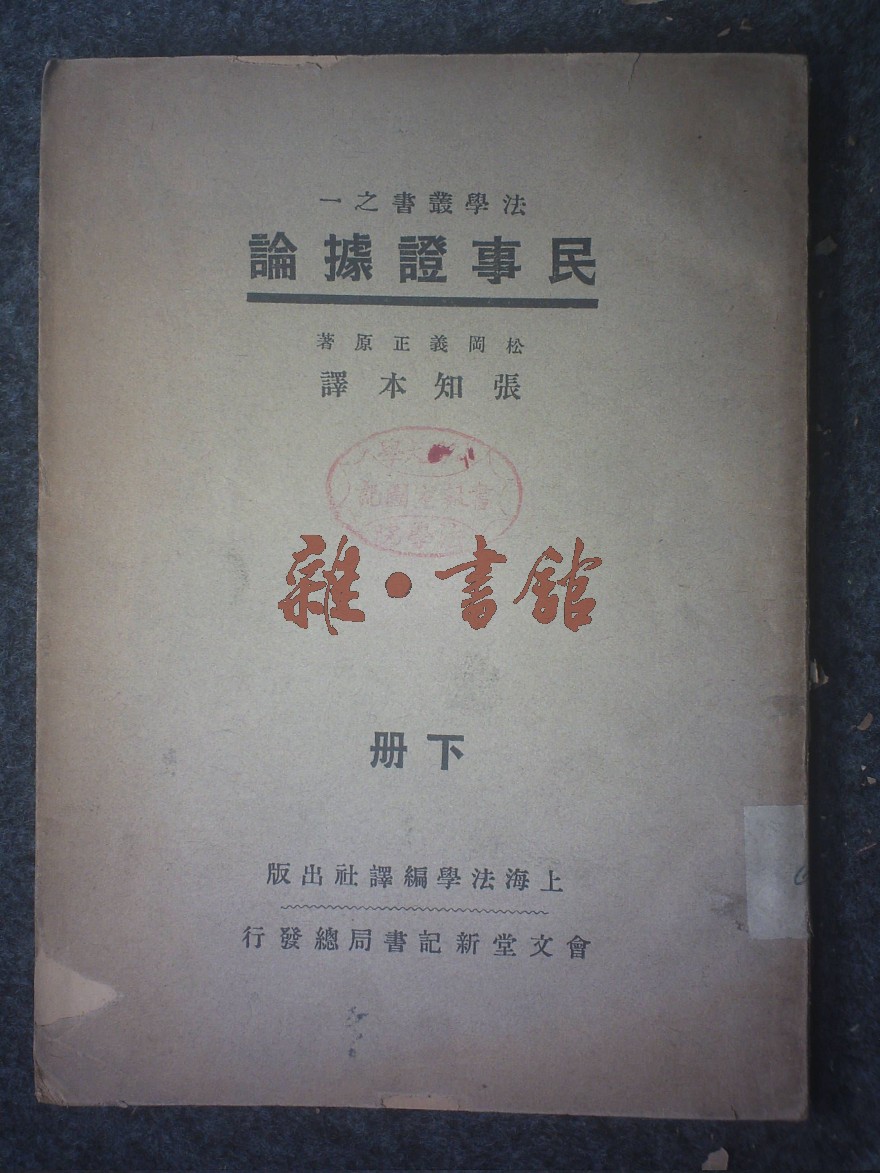 法學叢書之一
民事證據論
松岡義正原著
張知本譯
雜·書館
下册
上海法學編譯社出版
會文堂新記書局總發行